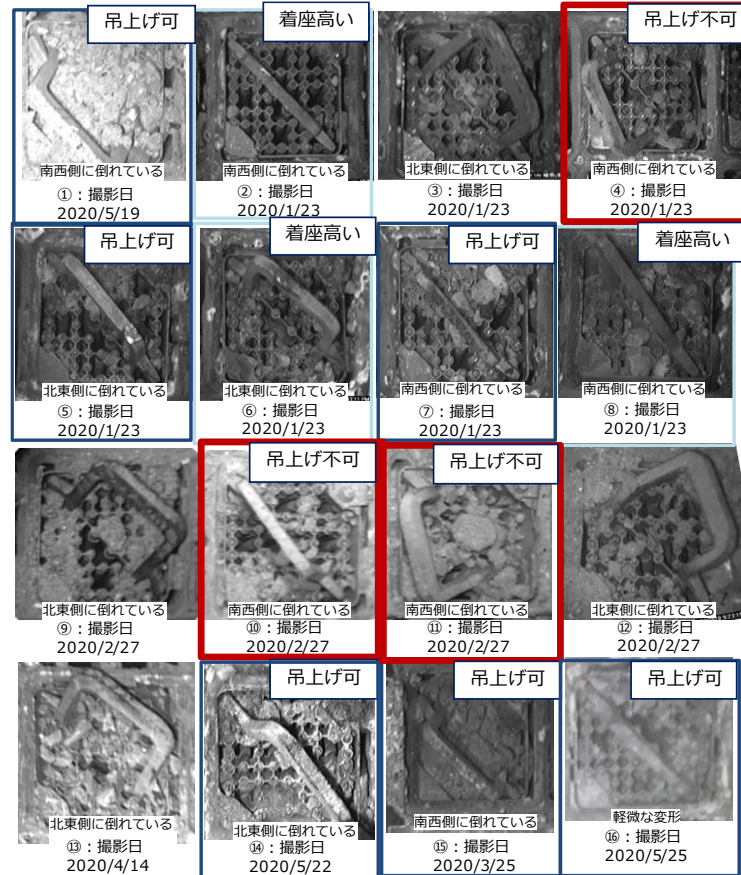 吊上げ可
着座高い
吊上げ不可
南西側に倒れている
南西側に倒れている
北東側に倒れている
南西側に倒れている
①：撮影日
2020/5/19
②：撮影日
2020/1/23
③：撮影日
2020/1/23
④：撮影日
2020/1/23
吊上げ可
着座高い
吊上げ可
着座高い
北東側に倒れている
北東側に倒れている
南西側に倒れている
南西側に倒れている
⑤：撮影日
2020/1/23
⑥：撮影日
2020/1/23
⑦：撮影日
2020/1/23
⑧：撮影日
2020/1/23
吊上げ不可
吊上げ不可
北東側に倒れている
南西側に倒れている
南西側に倒れている
北東側に倒れている
⑨：撮影日
2020/2/27
⑩：撮影日
2020/2/27
⑪：撮影日
2020/2/27
⑫：撮影日
2020/2/27
吊上げ可
吊上げ可
吊上げ可
北東側に倒れている
北東側に倒れている
南西側に倒れている
軽微な変形
⑬：撮影日
2020/4/14
⑭：撮影日
2020/5/22
⑮：撮影日
2020/3/25
⑯：撮影日
2020/5/25